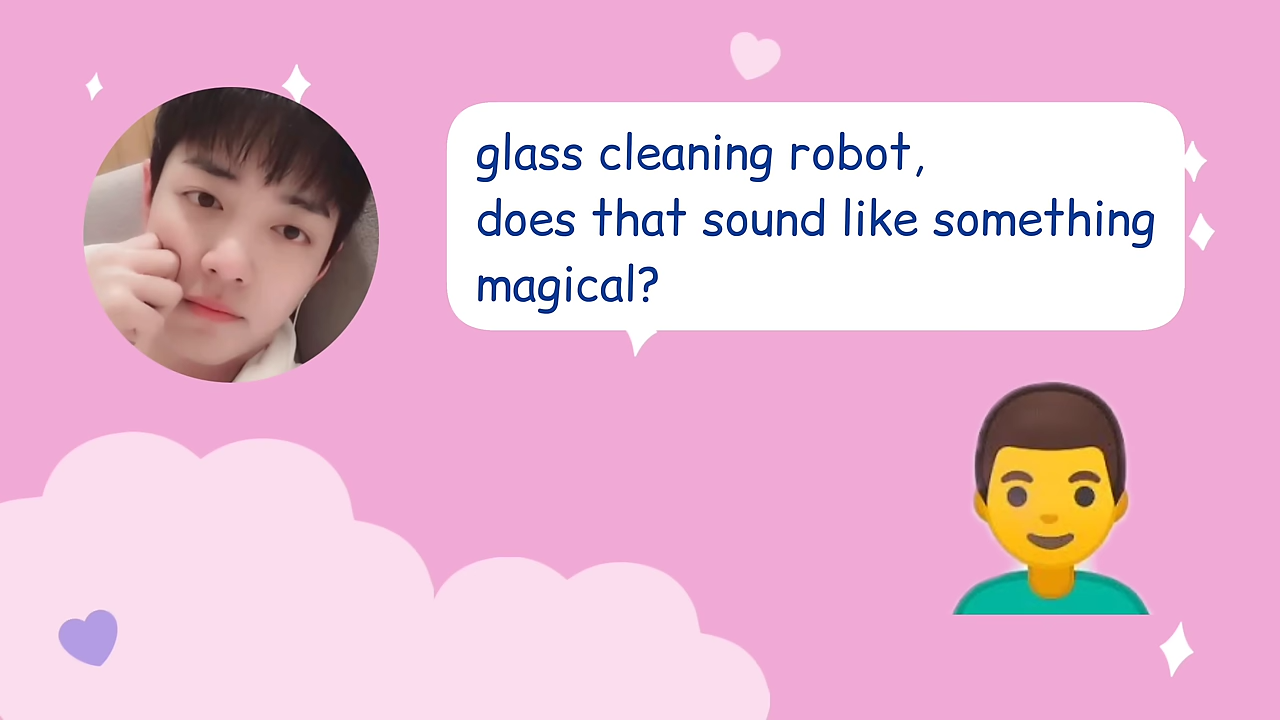 glass cleaning robot,
does that sound like something
magical?